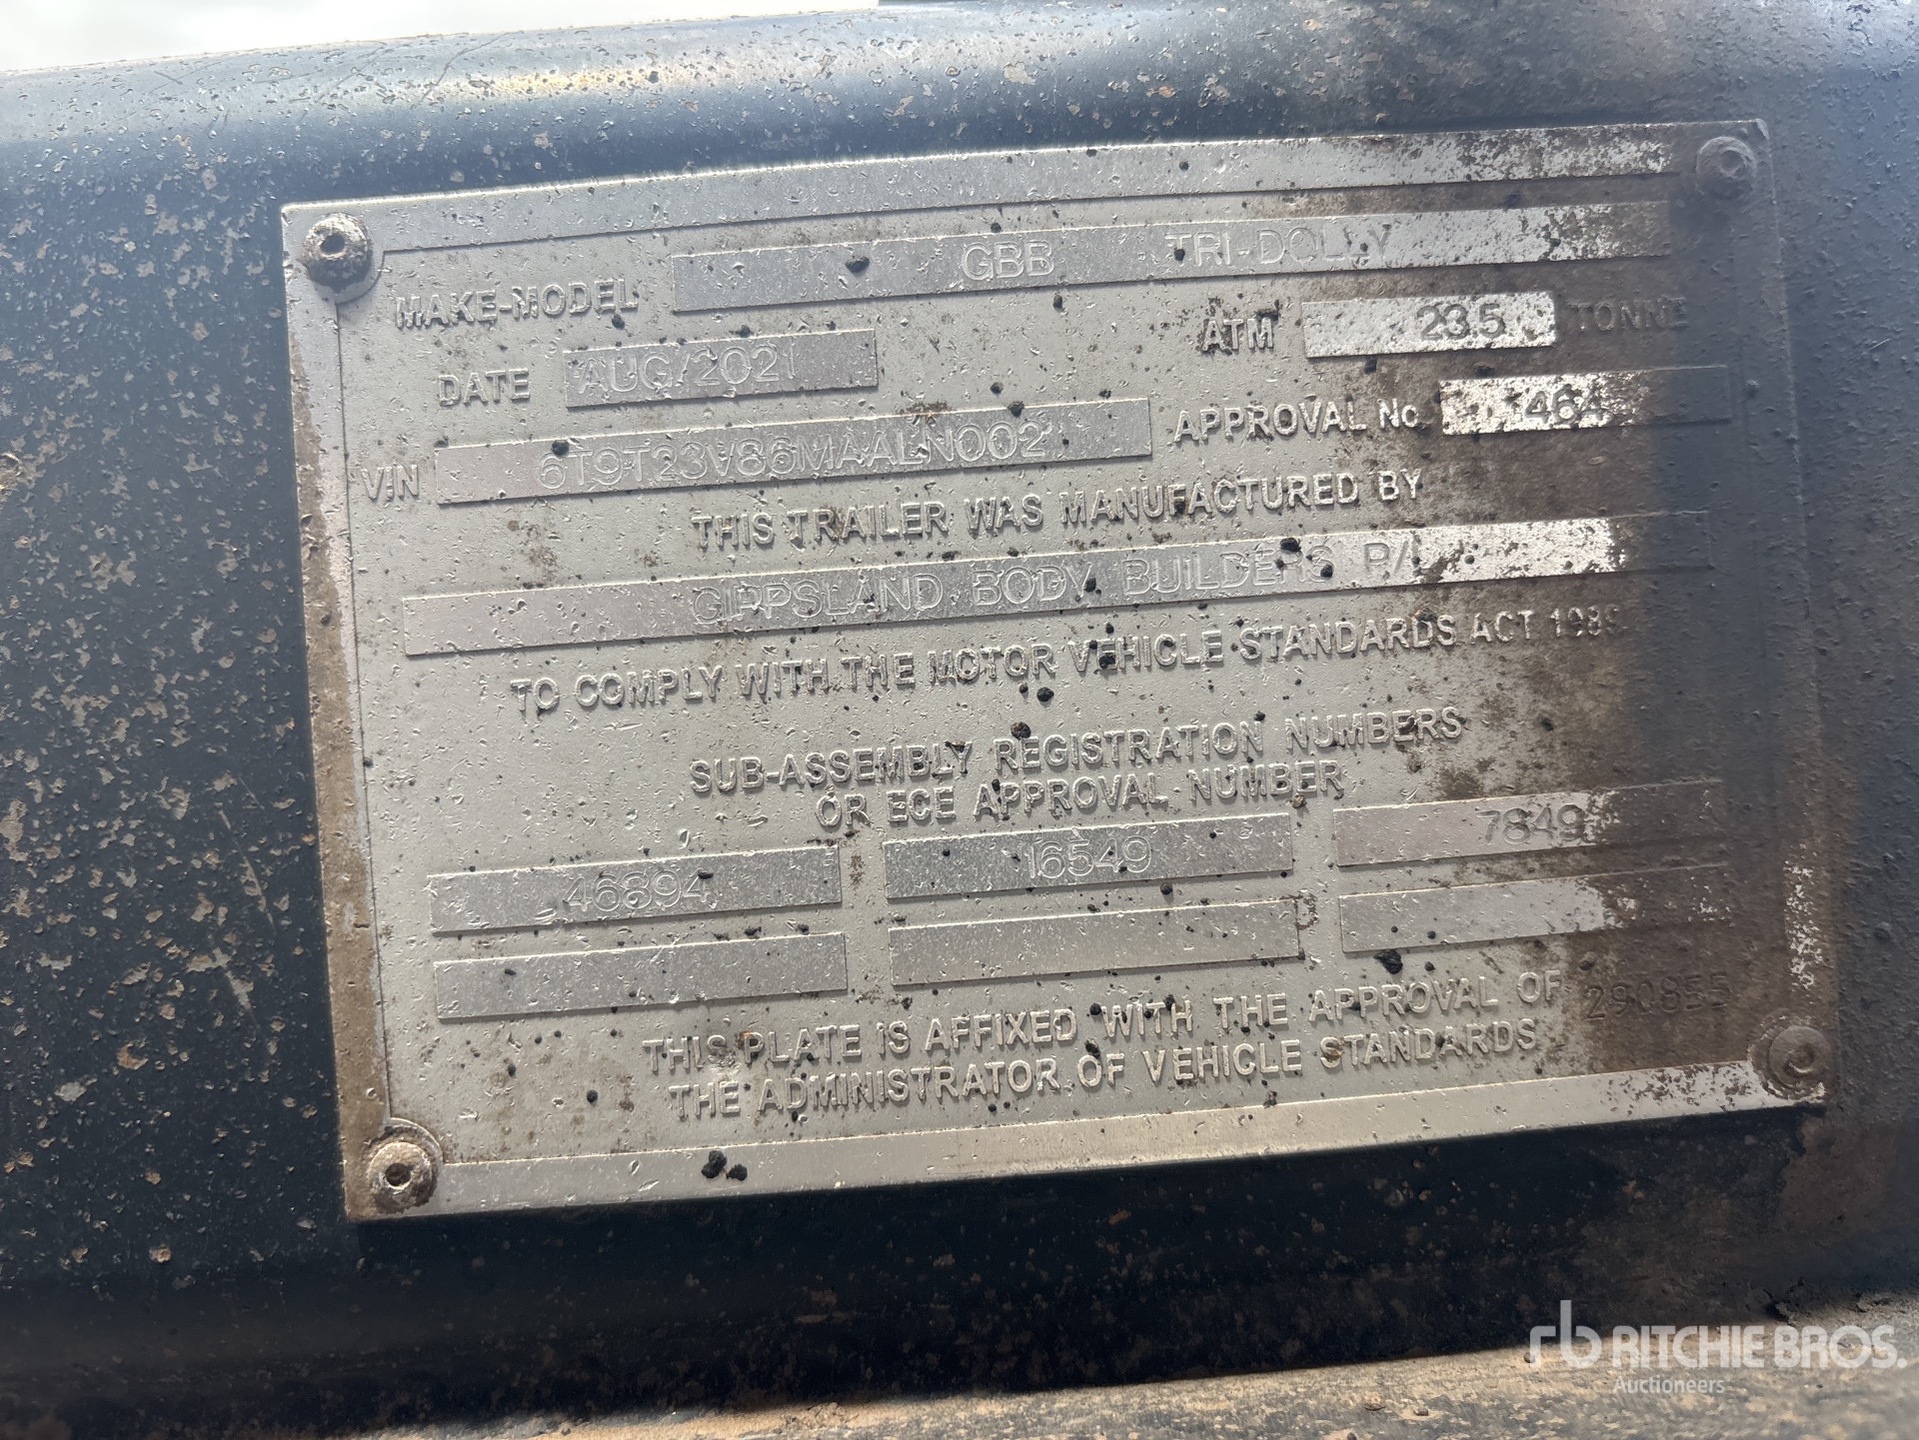 MAKE-MODEL GBB TRI-DOLLY
DATE AUG/2021 ATM 23.5 TONNE
VIN 6T9T23V86MAALN002 APPROVAL No. 464
THIS TRAILER WAS MANUFACTURED BY
GIPPSLAND BODY BUILDERS P/L
TO COMPLY WITH THE MOTOR VEHICLE STANDARDS ACT 1989
SUB-ASSEMBLY REGISTRATION NUMBERS
OR ECE APPROVAL NUMBER
46894 16549 7849
THIS PLATE IS AFFIXED WITH THE APPROVAL OF
THE ADMINISTRATOR OF VEHICLE STANDARDS
rb RITCHIE BROS.
Auctioneers